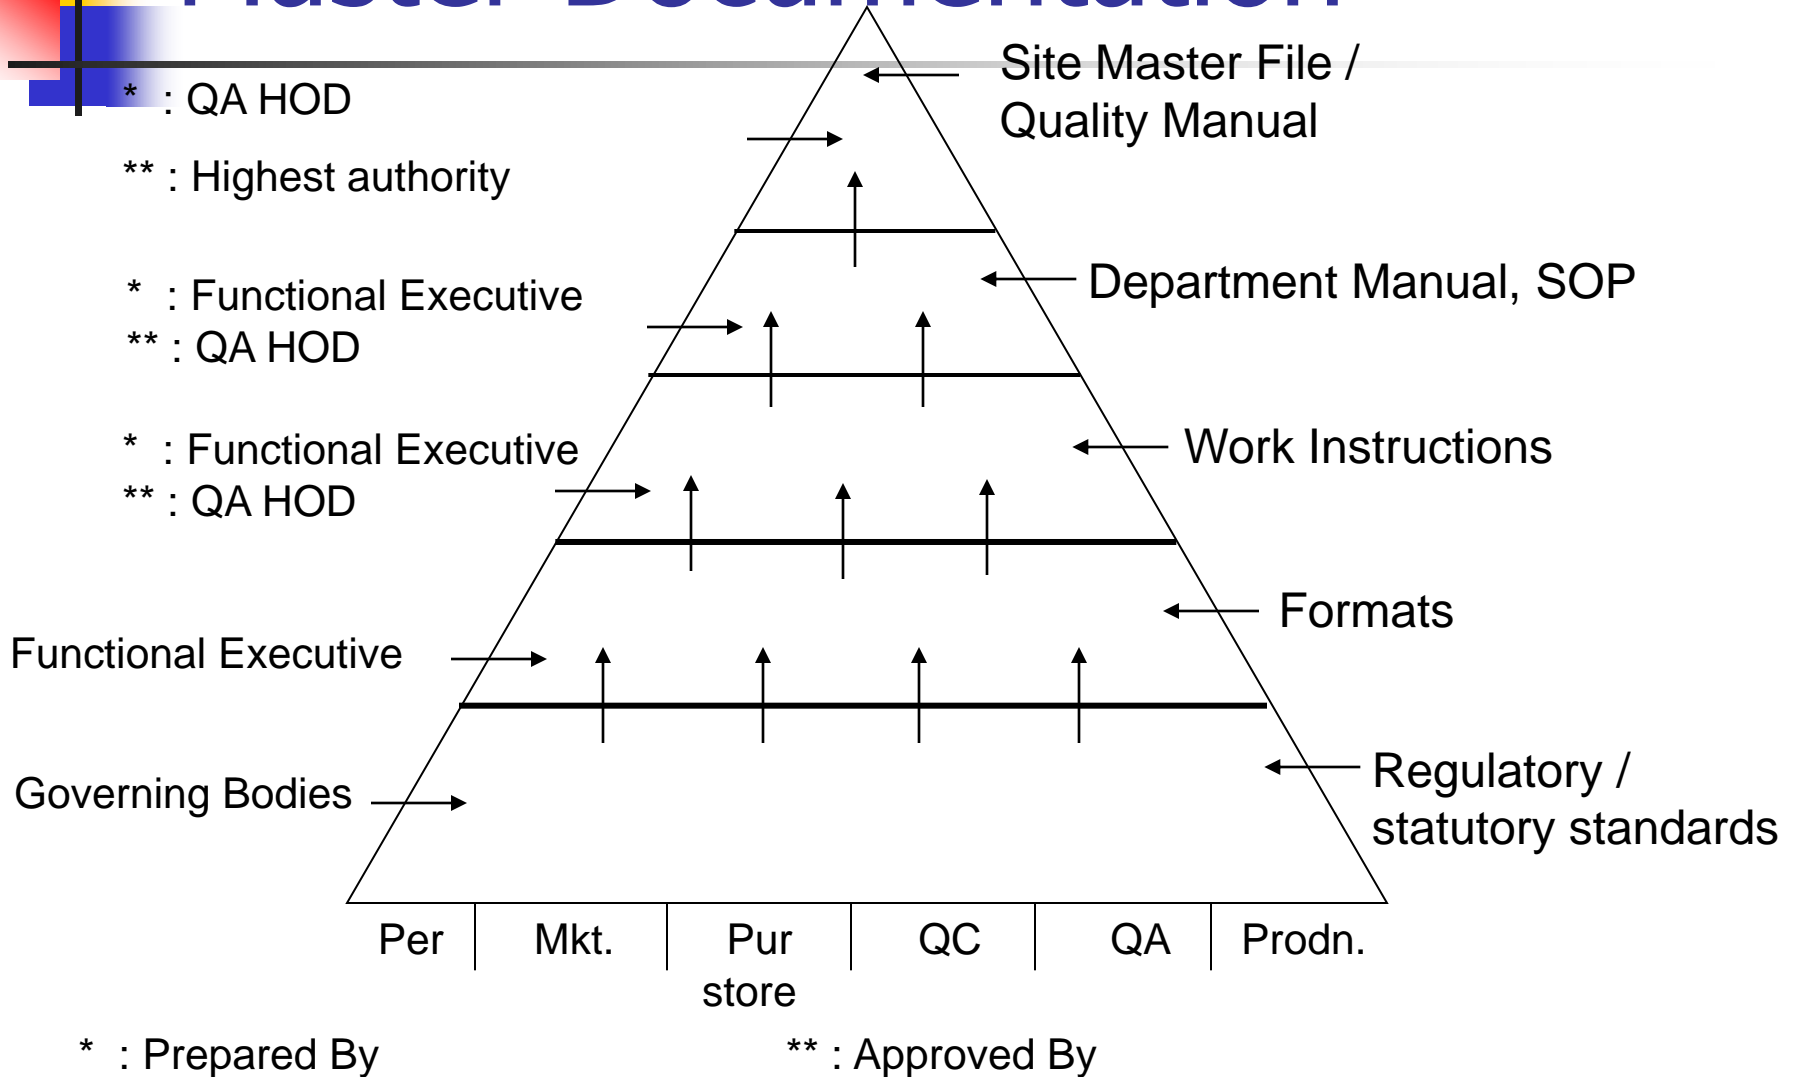 Master Documentation
Site Master File /
Quality Manual
* : QA HOD
** : Highest authority
Department Manual, SOP
* : Functional Executive
** : QA HOD
Work Instructions
* : Functional Executive
** : QA HOD
Formats
Functional Executive
Regulatory /
statutory standards
Governing Bodies
Per Mkt. Pur QC QA Prodn.
store
* : Prepared By ** : Approved By